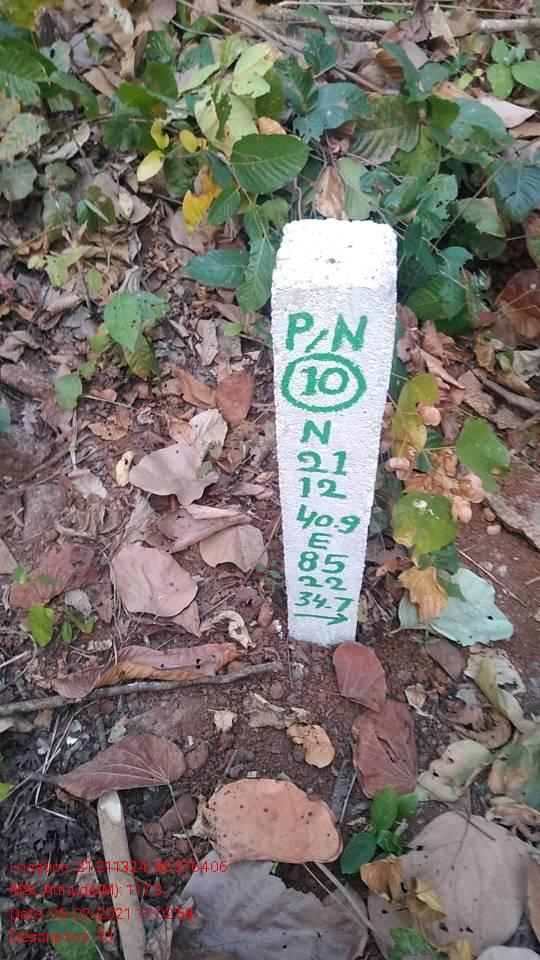 P/N
10
N
21
12
40.9
E
85
22
34.7
Location: 21.211324, 85.376406
MSL Altitude(M): 117.3
Date: 05-02-2021 17:02:59
Description: 10